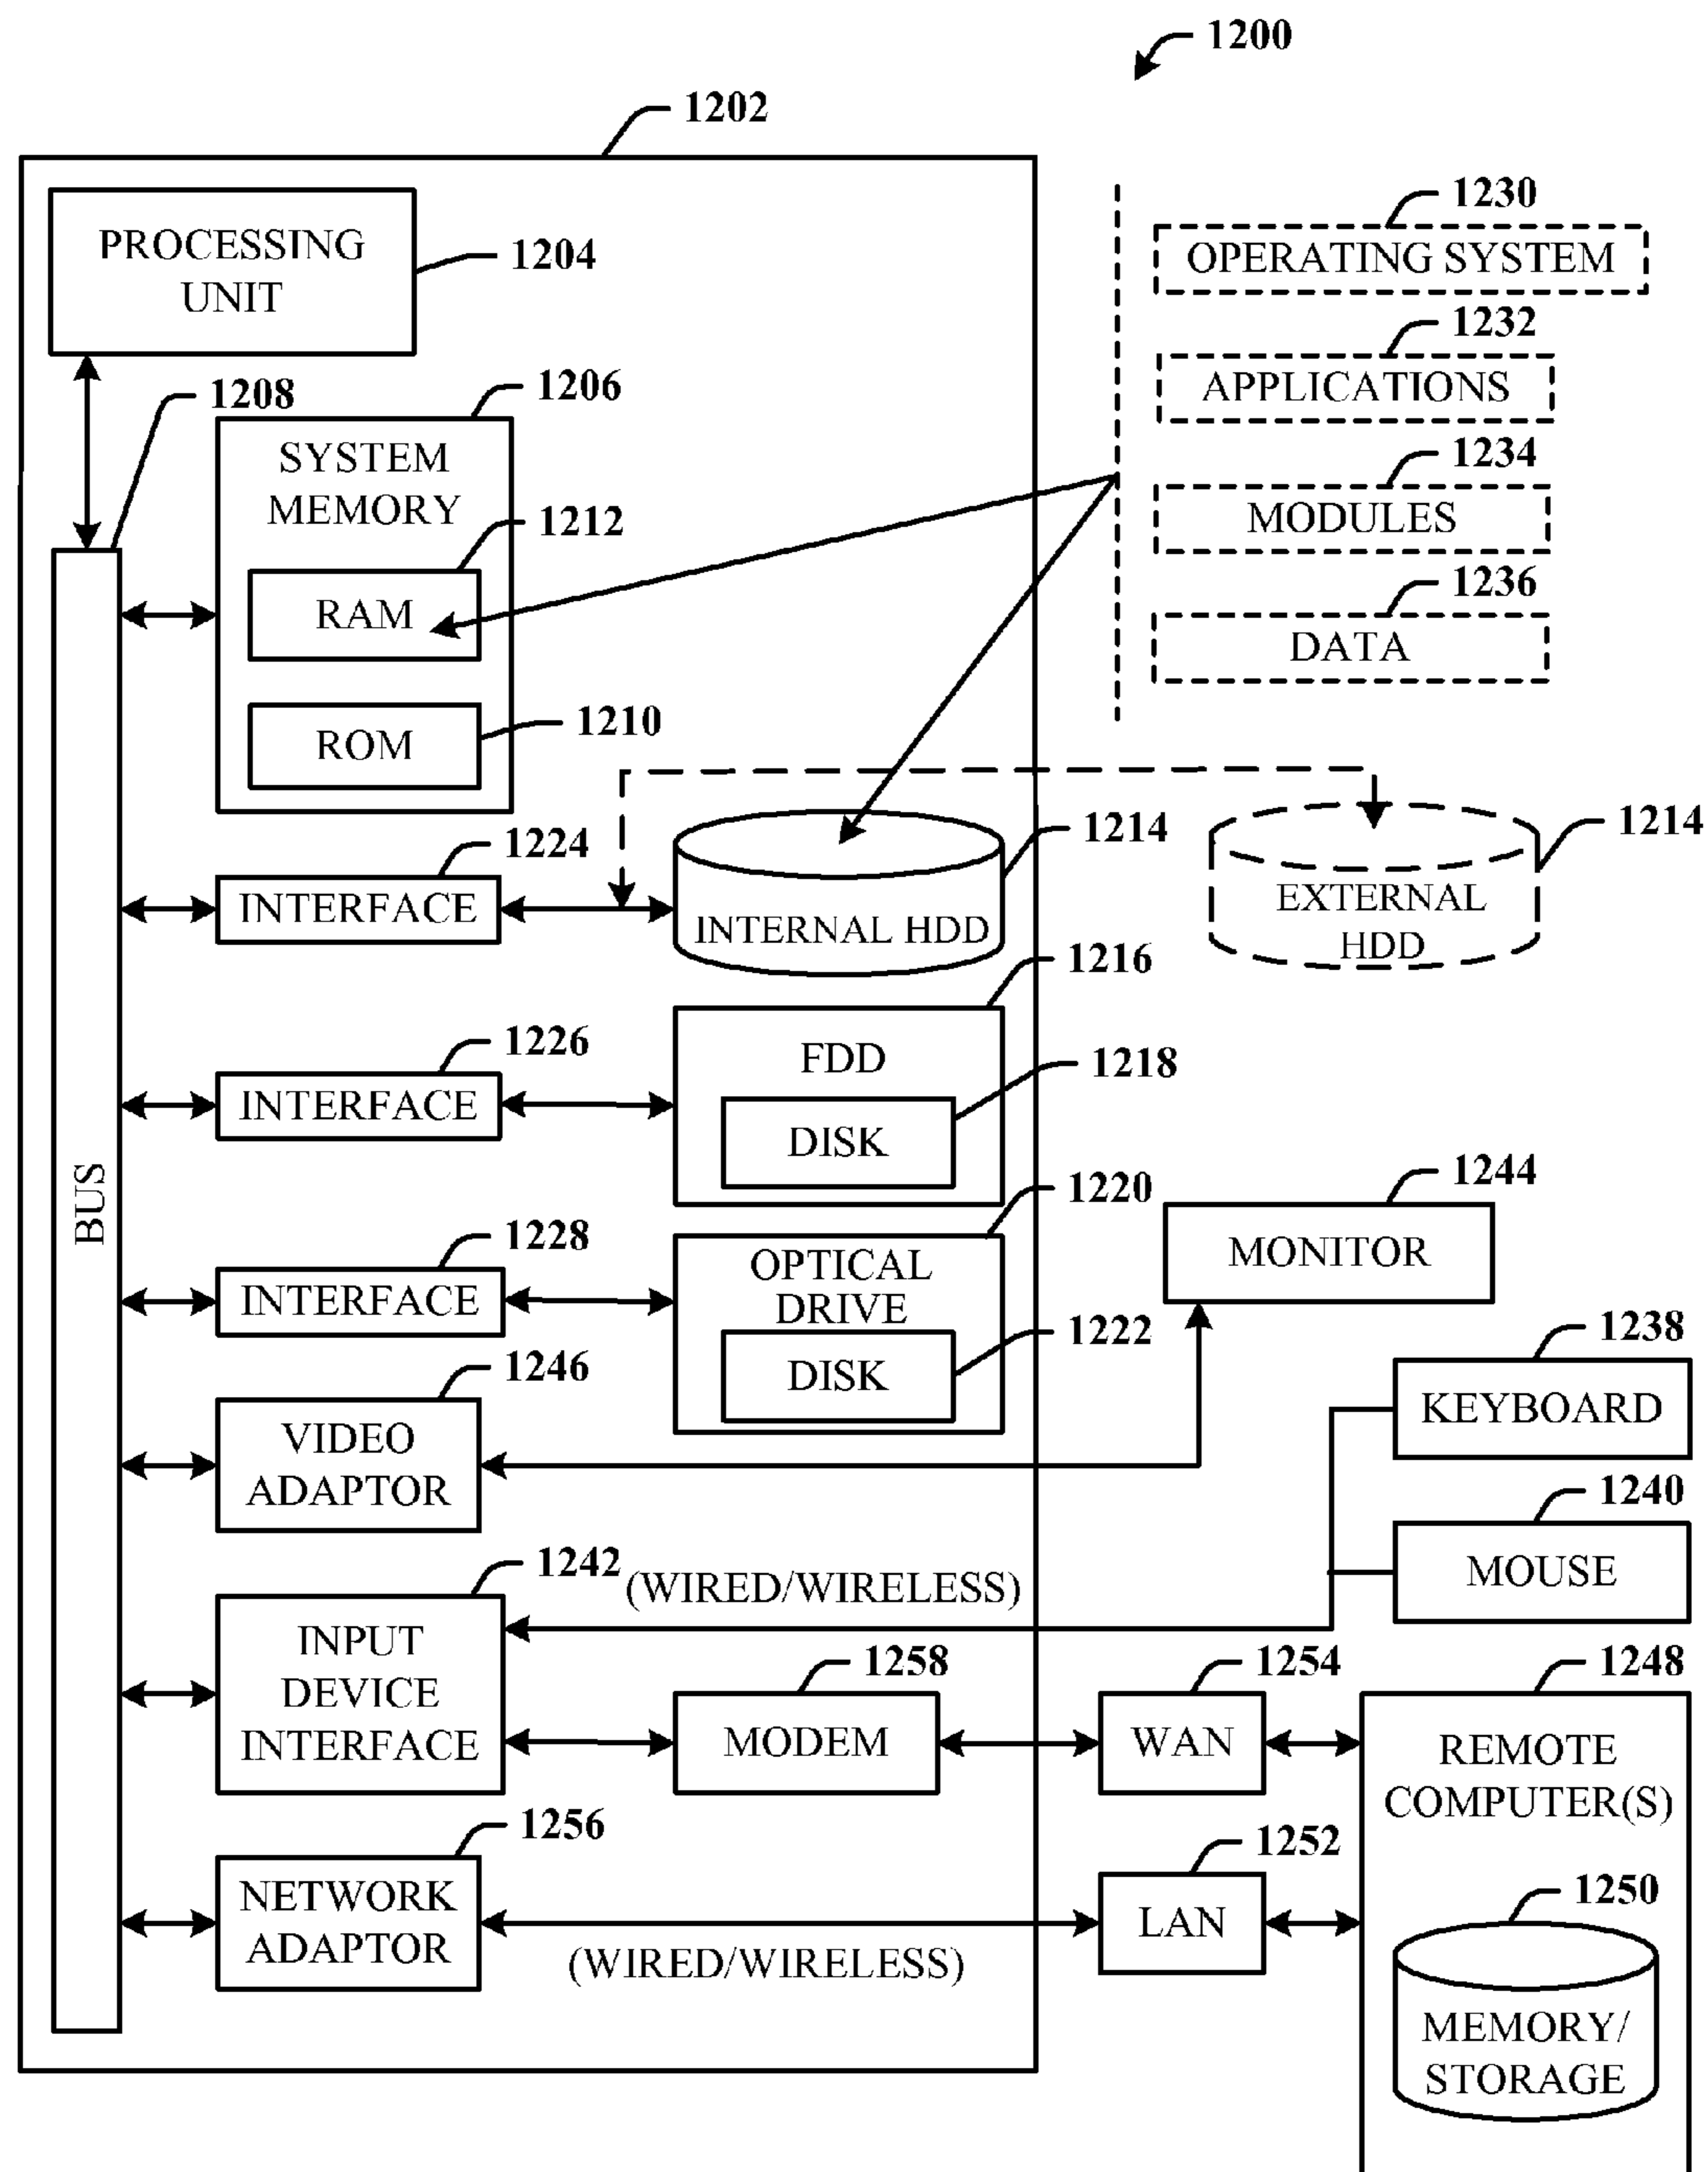 1200
1202
PROCESSING
UNIT
1204
1230
OPERATING SYSTEM
1232
APPLICATIONS
1234
MODULES
1236
DATA
1208
1206
SYSTEM
MEMORY
1212
RAM
1210
ROM
BUS
1224
INTERFACE
1214
INTERNAL HDD
1214
EXTERNAL
HDD
1226
INTERFACE
1216
FDD
1218
DISK
1228
INTERFACE
1220
OPTICAL
DRIVE
1222
DISK
1244
MONITOR
1246
VIDEO
ADAPTOR
1238
KEYBOARD
1240
MOUSE
1242
(WIRED/WIRELESS)
INPUT
DEVICE
INTERFACE
1258
MODEM
1254
WAN
1248
REMOTE
COMPUTER(S)
1256
NETWORK
ADAPTOR
(WIRED/WIRELESS)
1252
LAN
1250
MEMORY/
STORAGE